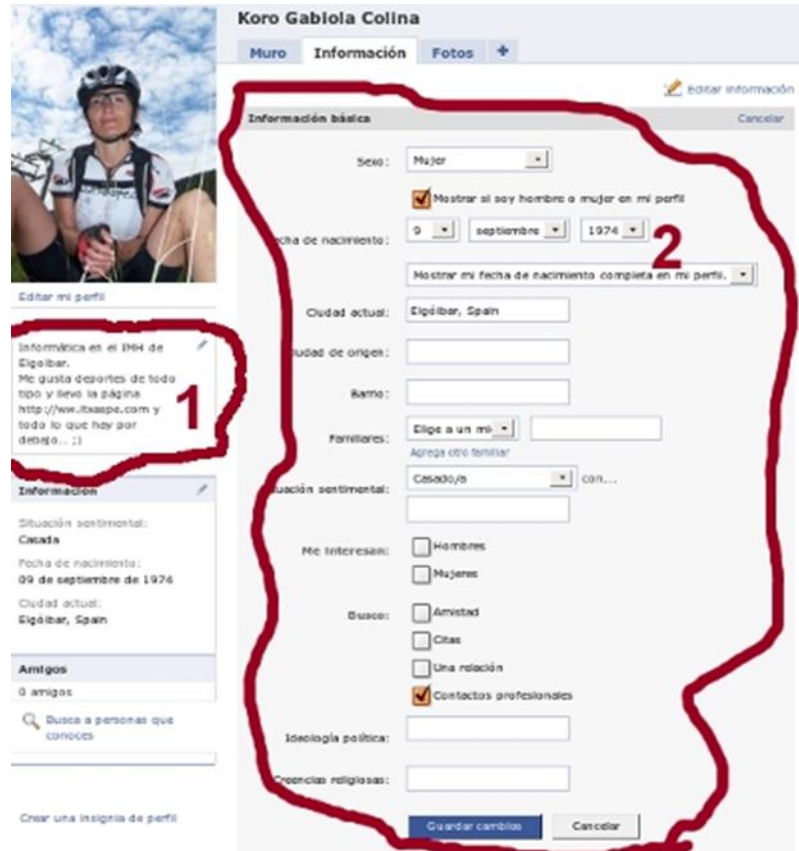 Koro Gabiola Colina
Muro Información Fotos +
Editar información
Editar mi perfil
Informática en el IMH de
Elgoibar.
Me gusta deportes de todo
tipo y llevo la página
http://ww.itxaspe.com y
todo lo que hay por
debajo.. ;)
1
Información
Situación sentimental:
Casada
Fecha de nacimiento:
09 de septiembre de 1974
Ciudad actual:
Elgóibar, Spain
Amigos
0 amigos
Busca a personas que
conoces
Crear una insignia de perfil
Información básica Cancelar
Sexo: Mujer
Mostrar si soy hombre o mujer en mi perfil
echa de nacimiento: 9 septiembre 1974
2
Mostrar mi fecha de nacimiento completa en mi perfil.
Ciudad actual: Elgóibar, Spain
iudad de origen:
Barrio:
Familiares: Elige a un mi
Agrega otro familiar
tuación sentimental: Casado/a con...
Me interesan: Hombres
Mujeres
Busco: Amistad
Citas
Una relación
Contactos profesionales
Ideología política:
Creencias religiosas:
Guardar cambios Cancelar